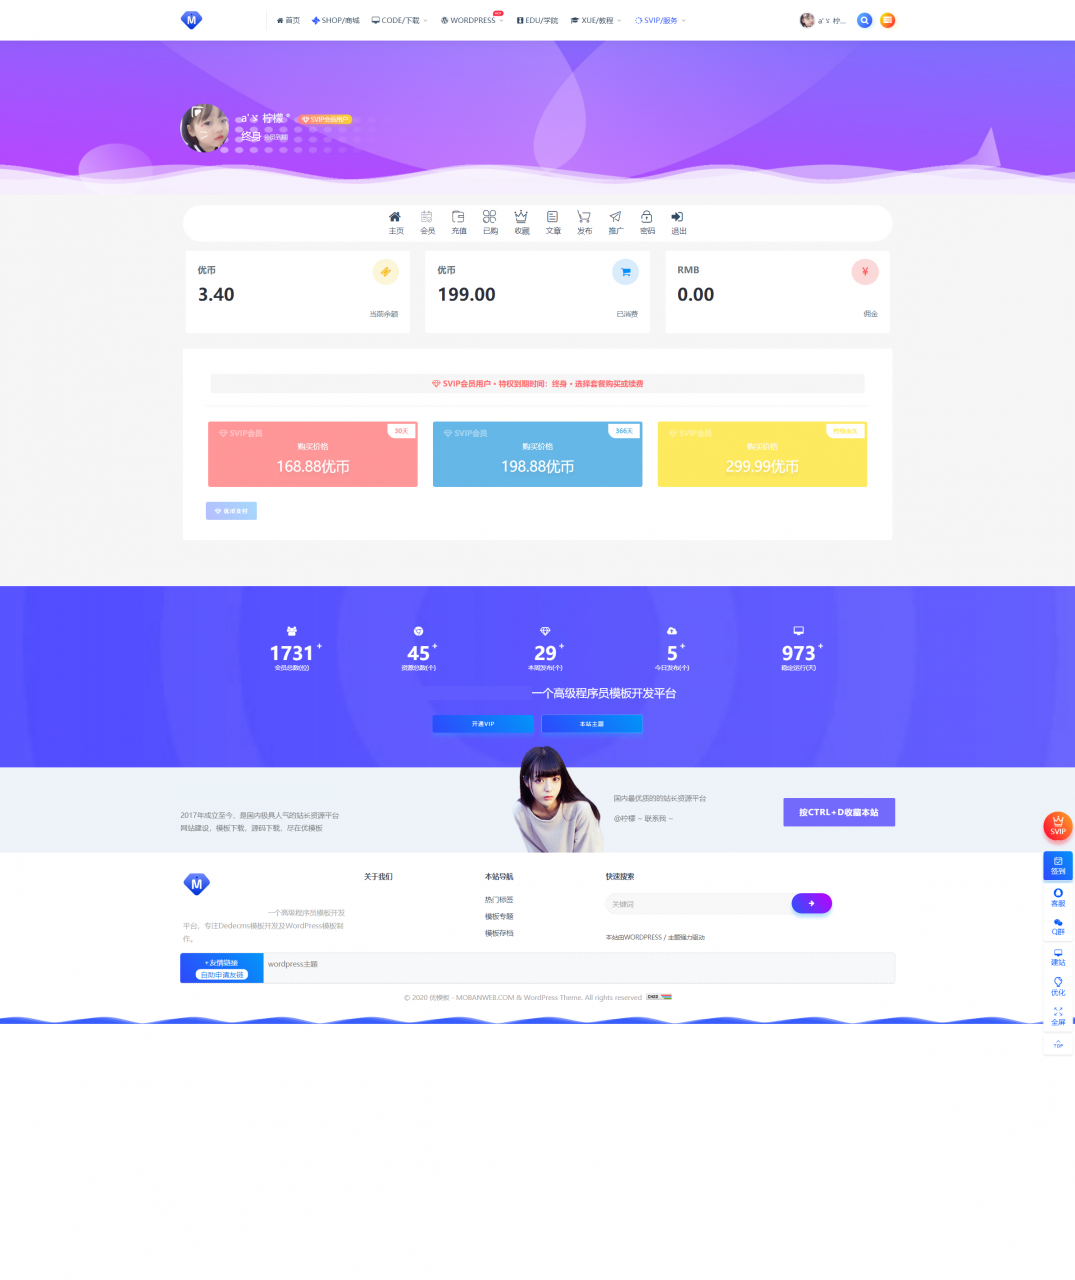 首页 SHOP/商城 CODE/下载 WORDPRESS EDU/学院 XUE/教程 SVIP/服务
a'ゞ 柠...
a'ゞ 柠檬 °
SVIP会员用户
终身
主页 会员 充值 已购 收藏 文章 发布 推广 密码 退出
优币
3.40
当前余额
优币
199.00
已消费
RMB
0.00
¥
佣金
SVIP会员用户 • 特权到期时间：终身 • 选择套餐购买或续费
SVIP会员
30天
购买价格
168.88优币
SVIP会员
366天
购买价格
198.88优币
SVIP会员
购买价格
299.99优币
1731+
会员总数(位)
45+
资源总数(个)
29+
本周发布(个)
5+
今日发布(个)
973+
稳定运行(天)
一个高级程序员模板开发平台
开通VIP
本站主题
2017年成立至今，是国内极具人气的站长资源平台
网站建设，模板下载，源码下载，尽在优模板
国内最优质的的站长资源平台
@柠檬 ~ 联系我 ~
按CTRL+D收藏本站
M
一个高级程序员模板开发
平台，专注Dedecms模板开发及WordPress模板制
作。
关于我们
本站导航
热门标签
模板专题
模板存档
快速搜索
关键词
本站由WORDPRESS / 主题强力驱动
+友情链接
自助申请友链
wordpress主题
© 2020 优模板 - MOBANWEB.COM & WordPress Theme. All rights reserved
SVIP
签到
客服
Q群
建站
优化
全屏
TOP